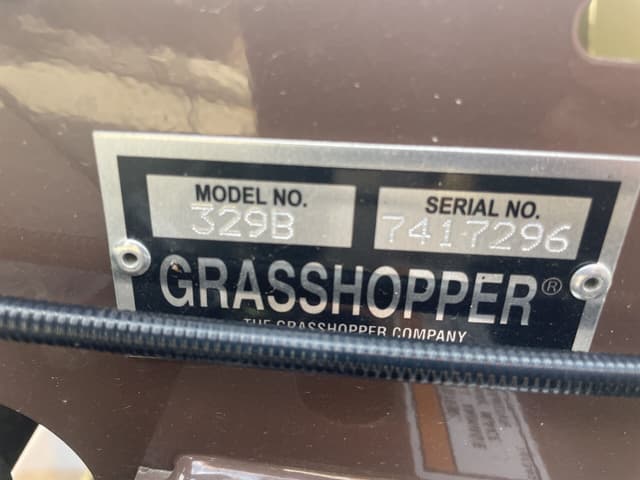 MODEL NO. SERIAL NO.
329B 7417296
GRASSHOPPER®
THE GRASSHOPPER COMPANY